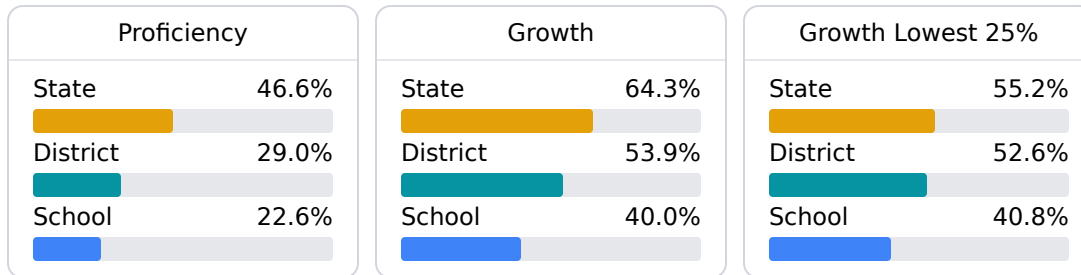 Proficiency
State 46.6%
District 29.0%
School 22.6%
Growth
State 64.3%
District 53.9%
School 40.0%
Growth Lowest 25%
State 55.2%
District 52.6%
School 40.8%